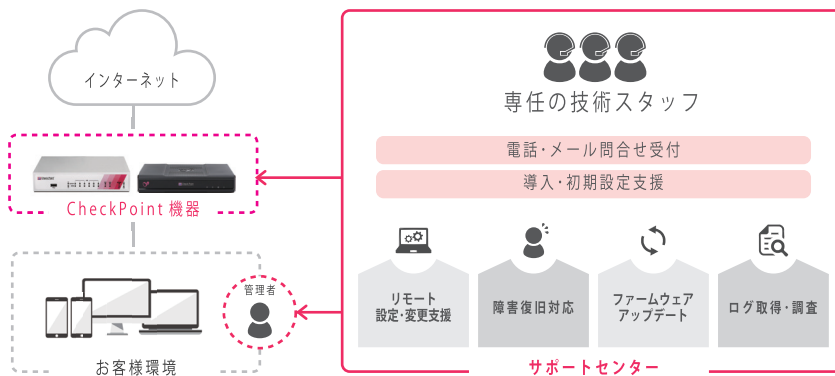 インターネット
CheckPoint 機器
管理者
お客様環境
専任の技術スタッフ
電話・メール問合せ受付
導入・初期設定支援
リモート
設定・変更支援
障害復旧対応
ファームウェア
アップデート
ログ取得・調査
サポートセンター